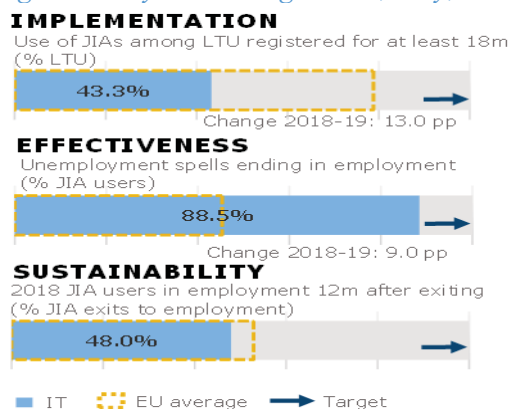 IMPLEMENTATION
Use of JIAs among LTU registered for at least 18m
(% LTU)
43.3%
Change 2018-19: 13.0 pp
EFFECTIVENESS
Unemployment spells ending in employment
(% JIA users)
88.5%
Change 2018-19: 9.0 pp
SUSTAINABILITY
2018 JIA users in employment 12m after exiting
(% JIA exits to employment)
48.0%
IT EU average Target